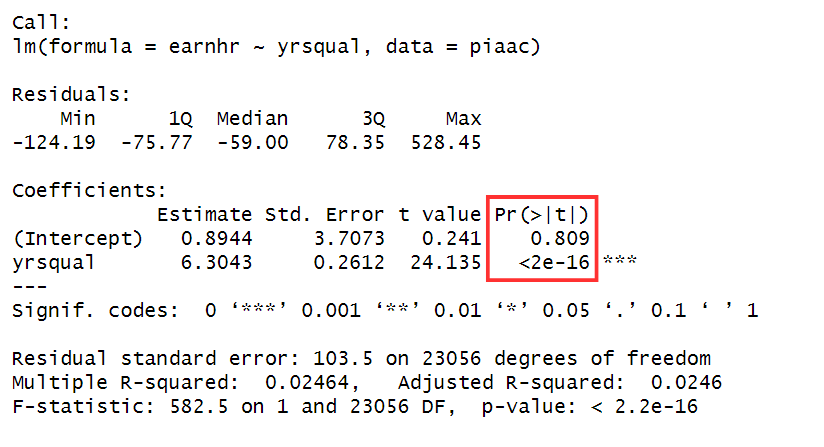 Call:
lm(formula = earnhr ~ yrsqual, data = piaac)
Residuals:
Min 1Q Median 3Q Max
-124.19 -75.77 -59.00 78.35 528.45
Coefficients:
Estimate Std. Error t value Pr(>|t|)
(Intercept) 0.8944 3.7073 0.241 0.809
yrsqual 6.3043 0.2612 24.135 <2e-16 ***
---
Signif. codes: 0 ‘***’ 0.001 ‘**’ 0.01 ‘*’ 0.05 ‘.’ 0.1 ‘ ’ 1
Residual standard error: 103.5 on 23056 degrees of freedom
Multiple R-squared: 0.02464, Adjusted R-squared: 0.0246
F-statistic: 582.5 on 1 and 23056 DF, p-value: < 2.2e-16